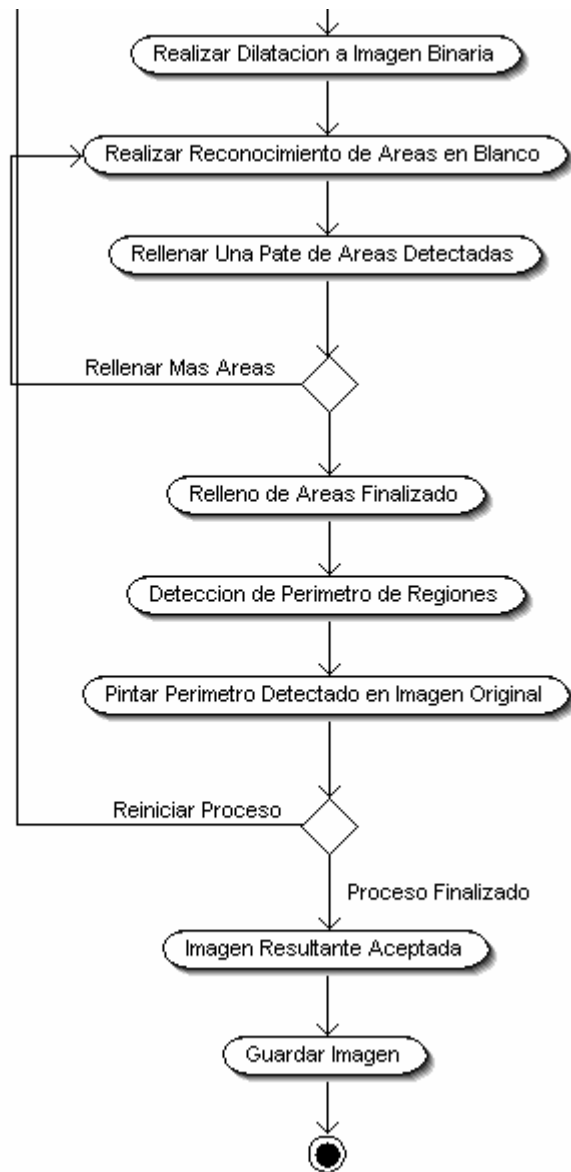 Realizar Dilatacion a Imagen Binaria
Realizar Reconocimiento de Areas en Blanco
Rellenar Una Pate de Areas Detectadas
Rellenar Mas Areas
Relleno de Areas Finalizado
Deteccion de Perimetro de Regiones
Pintar Perimetro Detectado en Imagen Original
Reiniciar Proceso
Proceso Finalizado
Imagen Resultante Aceptada
Guardar Imagen